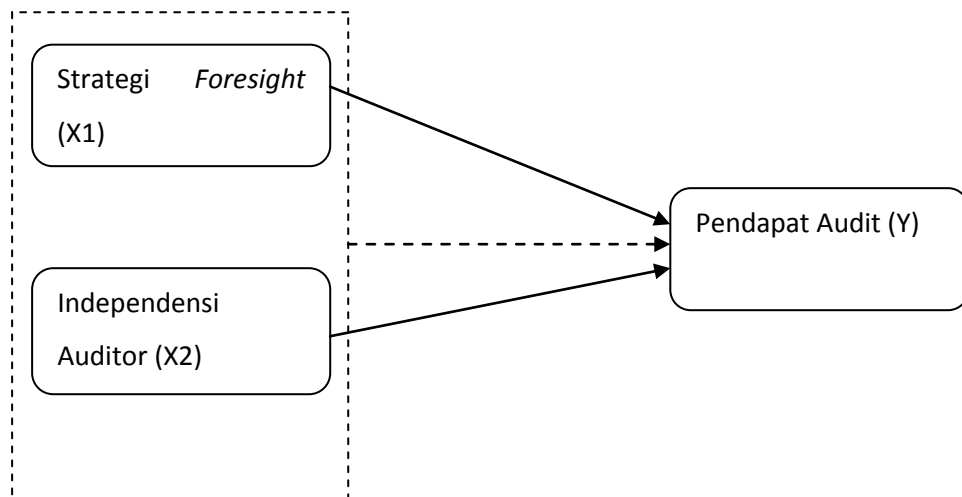 Strategi Foresight
(X1)
Pendapat Audit (Y)
Independensi
Auditor (X2)